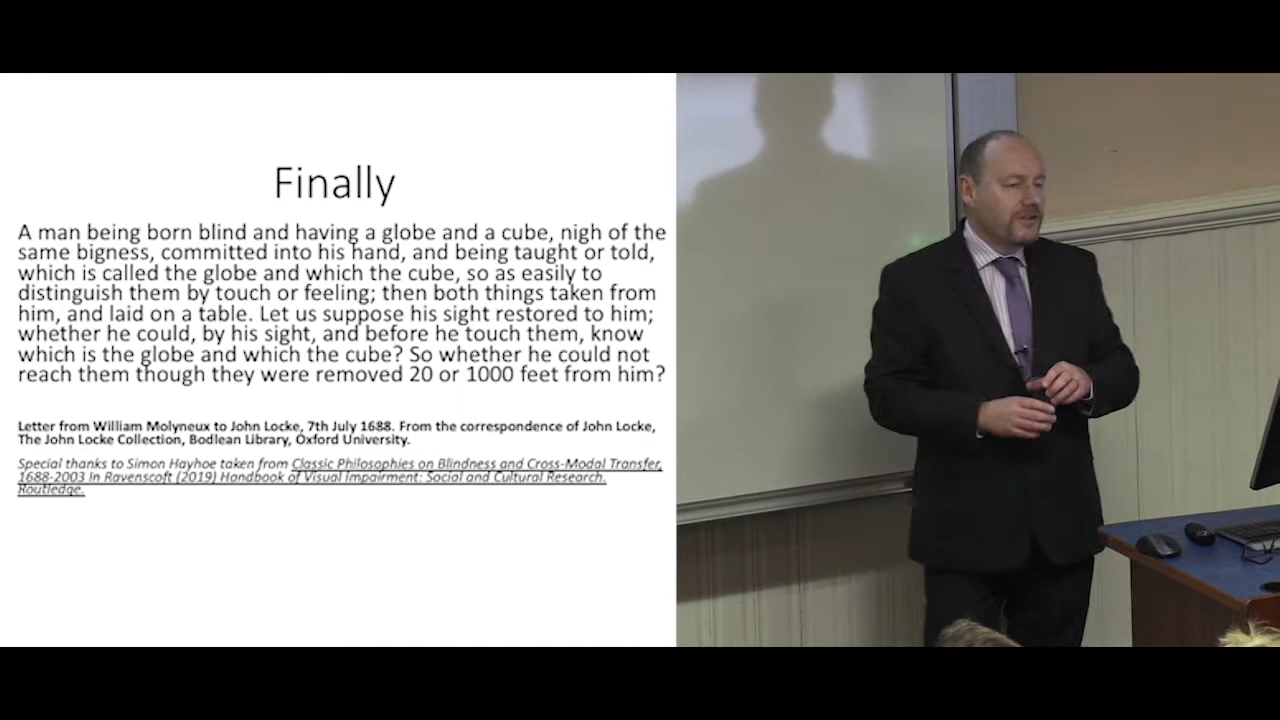 Finally
A man being born blind and having a globe and a cube, nigh of the
same bigness, committed into his hand, and being taught or told,
which is called the globe and which the cube, so as easily to
distinguish them by touch or feeling; then both things taken from
him, and laid on a table. Let us suppose his sight restored to him;
whether he could, by his sight, and before he touch them, know
which is the globe and which the cube? So whether he could not
reach them though they were removed 20 or 1000 feet from him?
Letter from William Molyneux to John Locke, 7th July 1688. From the correspondence of John Locke,
The John Locke Collection, Bodlean Library, Oxford University.
Special thanks to Simon Hayhoe taken from Classic Philosophies on Blindness and Cross-Modal Transfer,
1688-2003 In Ravenscoft (2019) Handbook of Visual Impairment: Social and Cultural Research.
Routledge.